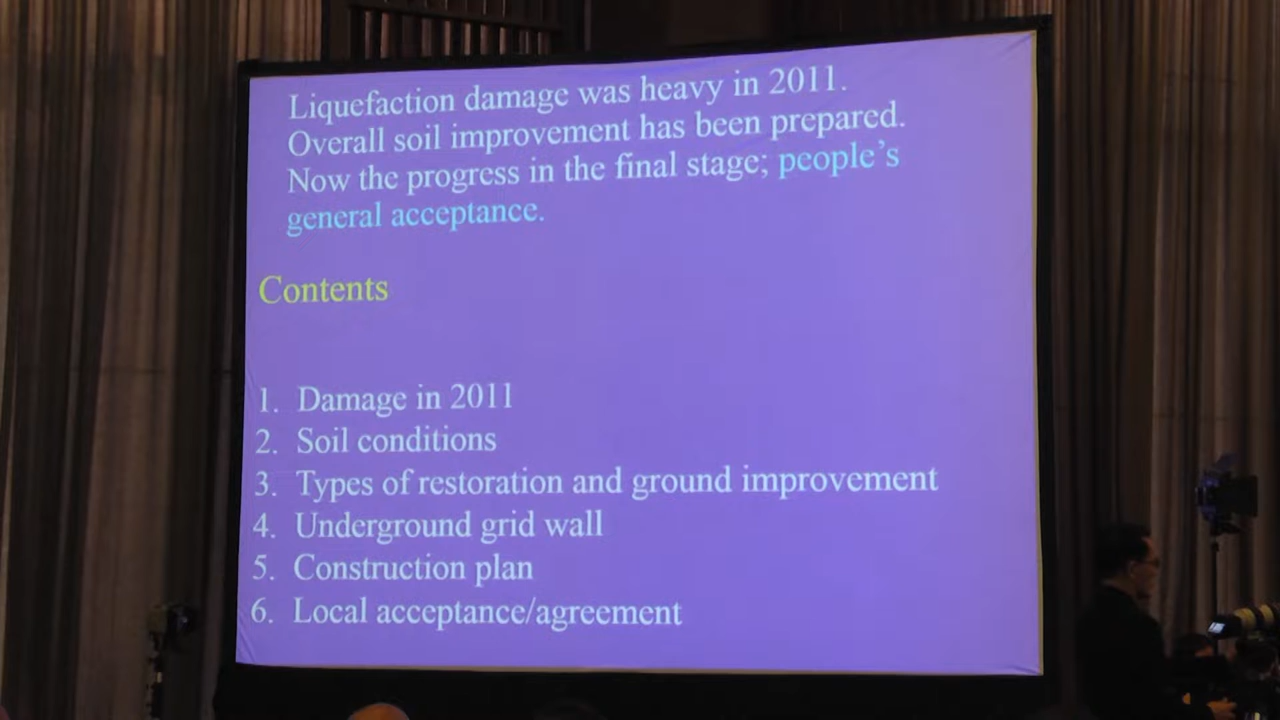 Liquefaction damage was heavy in 2011.
Overall soil improvement has been prepared.
Now the progress in the final stage; people's
general acceptance.
Contents
1. Damage in 2011
2. Soil conditions
3. Types of restoration and ground improvement
4. Underground grid wall
5. Construction plan
6. Local acceptance/agreement